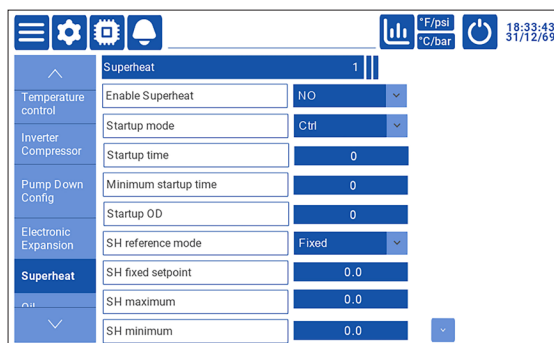 °F/psi
°C/bar
18:33:43
31/12/69
Superheat 1
Temperature control
Inverter Compressor
Pump Down Config
Electronic Expansion
Superheat
Enable Superheat NO
Startup mode Ctrl
Startup time 0
Minimum startup time 0
Startup OD 0
SH reference mode Fixed
SH fixed setpoint 0.0
SH maximum 0.0
SH minimum 0.0